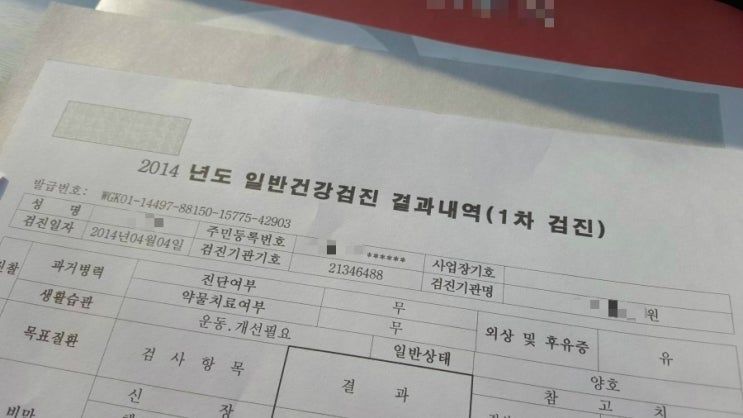 2014 년도 일반건강검진 결과내역(1차 검진)
발급번호: WGK01-14497-88150-15775-42903
성 명 주민등록번호 ****** 사업장기호
검진일자 2014년04월04일 검진기관기호 21346488 검진기관명 원
과거병력 진단여부 무 외상 및 후유증 유
약물치료여부 무
생활습관 운동.개선필요 일반상태 양호
목표질환 검 사 항 목 결 과 참 고 치
비만 신 장